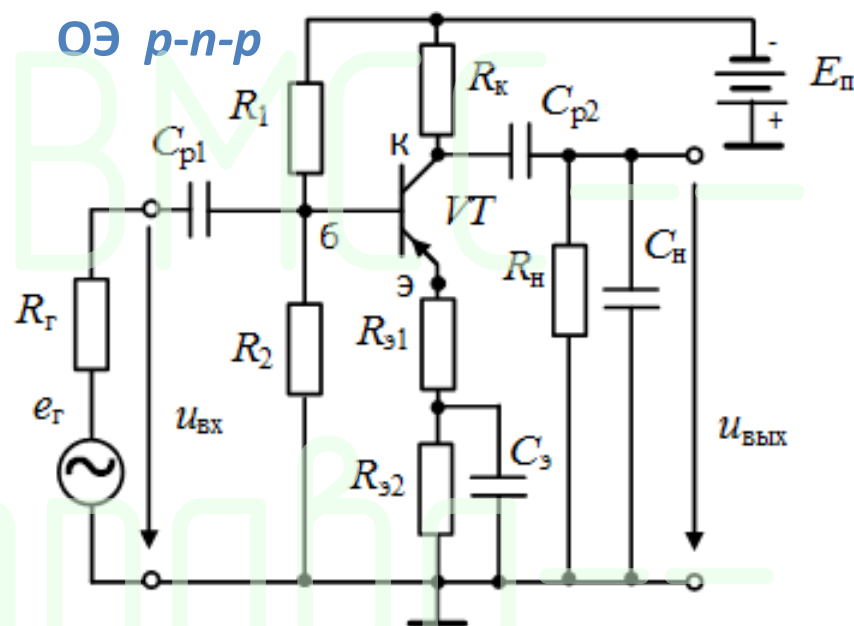 ОЭ p-n-p
- Eп
Rк
R1
Cр2
Cр1
+
К
VT
б
Cн
Rн
Э
Rг
Rэ1
R2
eг
uвх
uвых
Cэ
Rэ2